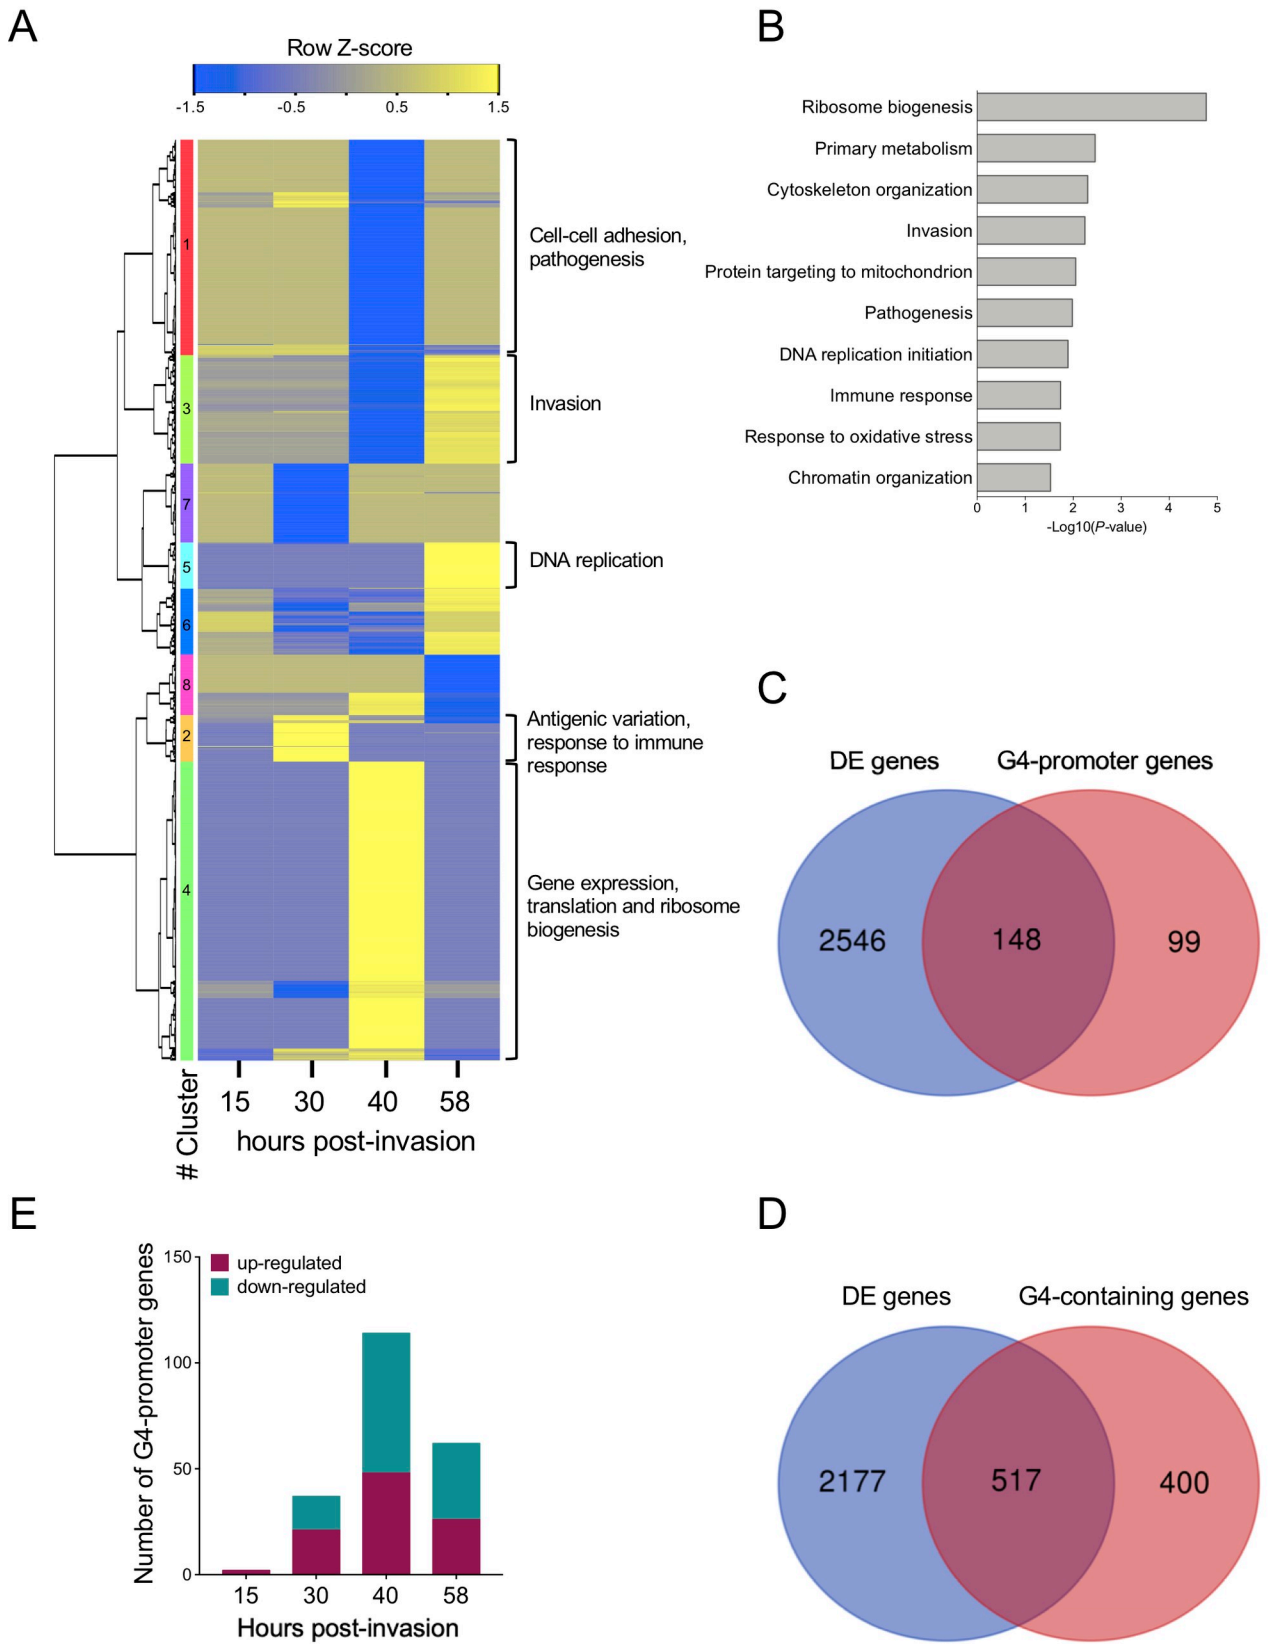 A
Row Z-score
-1.5 -0.5 0.5 1.5
1
3
7
5
6
8
2
4
Cell-cell adhesion,
pathogenesis
Invasion
DNA replication
Antigenic variation,
response to immune
response
Gene expression,
translation and ribosome
biogenesis
# Cluster
15 30 40 58
hours post-invasion
B
Ribosome biogenesis
Primary metabolism
Cytoskeleton organization
Invasion
Protein targeting to mitochondrion
Pathogenesis
DNA replication initiation
Immune response
Response to oxidative stress
Chromatin organization
0 1 2 3 4 5
-Log10(P-value)
C
DE genes G4-promoter genes
2546 148 99
E
Number of G4-promoter genes
150
100
50
0
up-regulated
down-regulated
15 30 40 58
Hours post-invasion
D
DE genes G4-containing genes
2177 517 400